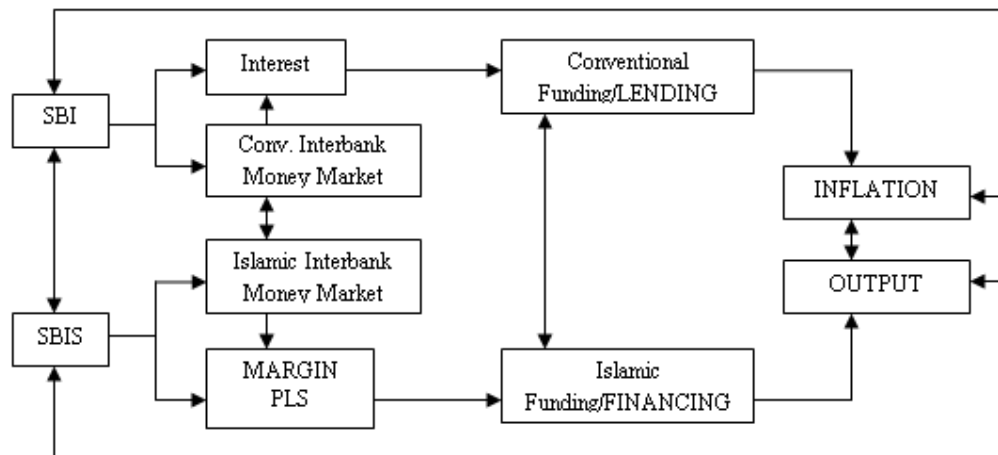 Interest
Conventional
Funding/LENDING
SBI
Conv. Interbank
Money Market
INFLATION
Islamic Interbank
Money Market
OUTPUT
SBIS
MARGIN
PLS
Islamic
Funding/FINANCING